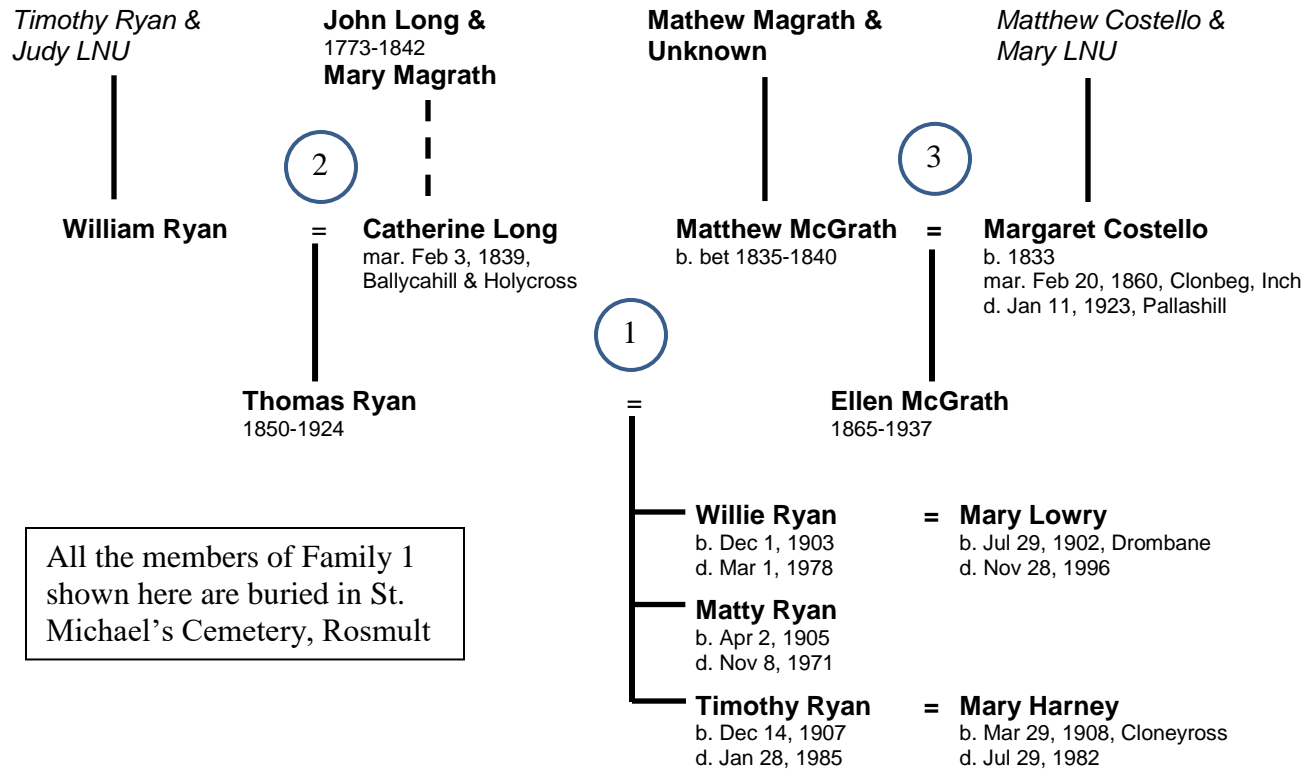 Timothy Ryan &
Judy LNU
John Long &
1773-1842
Mary Magrath
Mathew Magrath &
Unknown
Matthew Costello &
Mary LNU
2
3
William Ryan
=
Catherine Long
mar. Feb 3, 1839,
Ballycahill & Holycross
Matthew McGrath
b. bet 1835-1840
=
Margaret Costello
b. 1833
mar. Feb 20, 1860, Clonbeg, Inch
d. Jan 11, 1923, Pallashill
1
Thomas Ryan
1850-1924
=
Ellen McGrath
1865-1937
Willie Ryan
b. Dec 1, 1903
d. Mar 1, 1978
=
Mary Lowry
b. Jul 29, 1902, Drombane
d. Nov 28, 1996
All the members of Family 1
shown here are buried in St.
Michael's Cemetery, Rosmult
Matty Ryan
b. Apr 2, 1905
d. Nov 8, 1971
Timothy Ryan
b. Dec 14, 1907
d. Jan 28, 1985
=
Mary Harney
b. Mar 29, 1908, Cloneyross
d. Jul 29, 1982